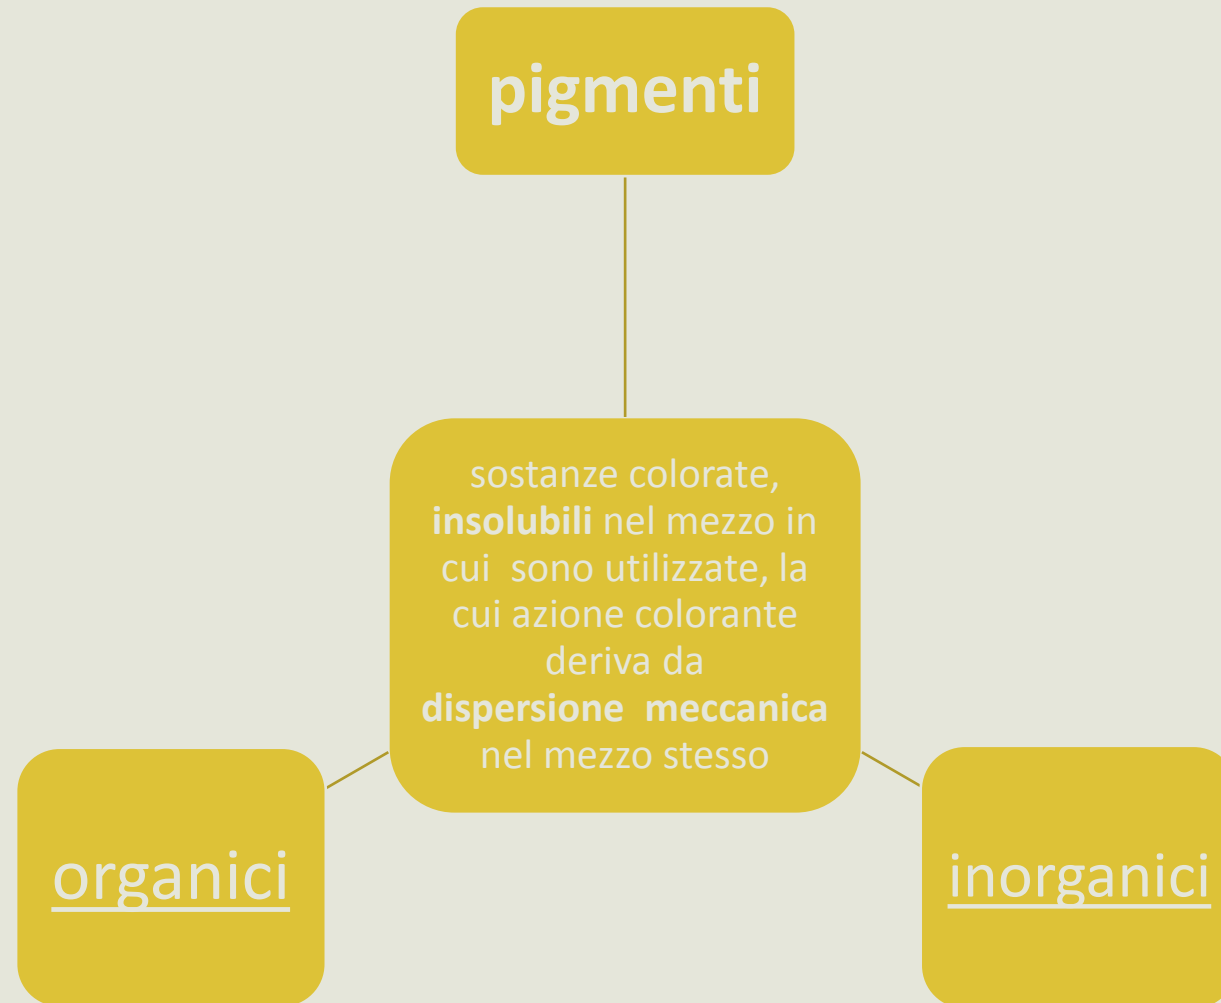 pigmenti
sostanze colorate,
insolubili nel mezzo in
cui  sono utilizzate, la
cui azione colorante
deriva da
dispersione  meccanica
nel mezzo stesso
organici
inorganici